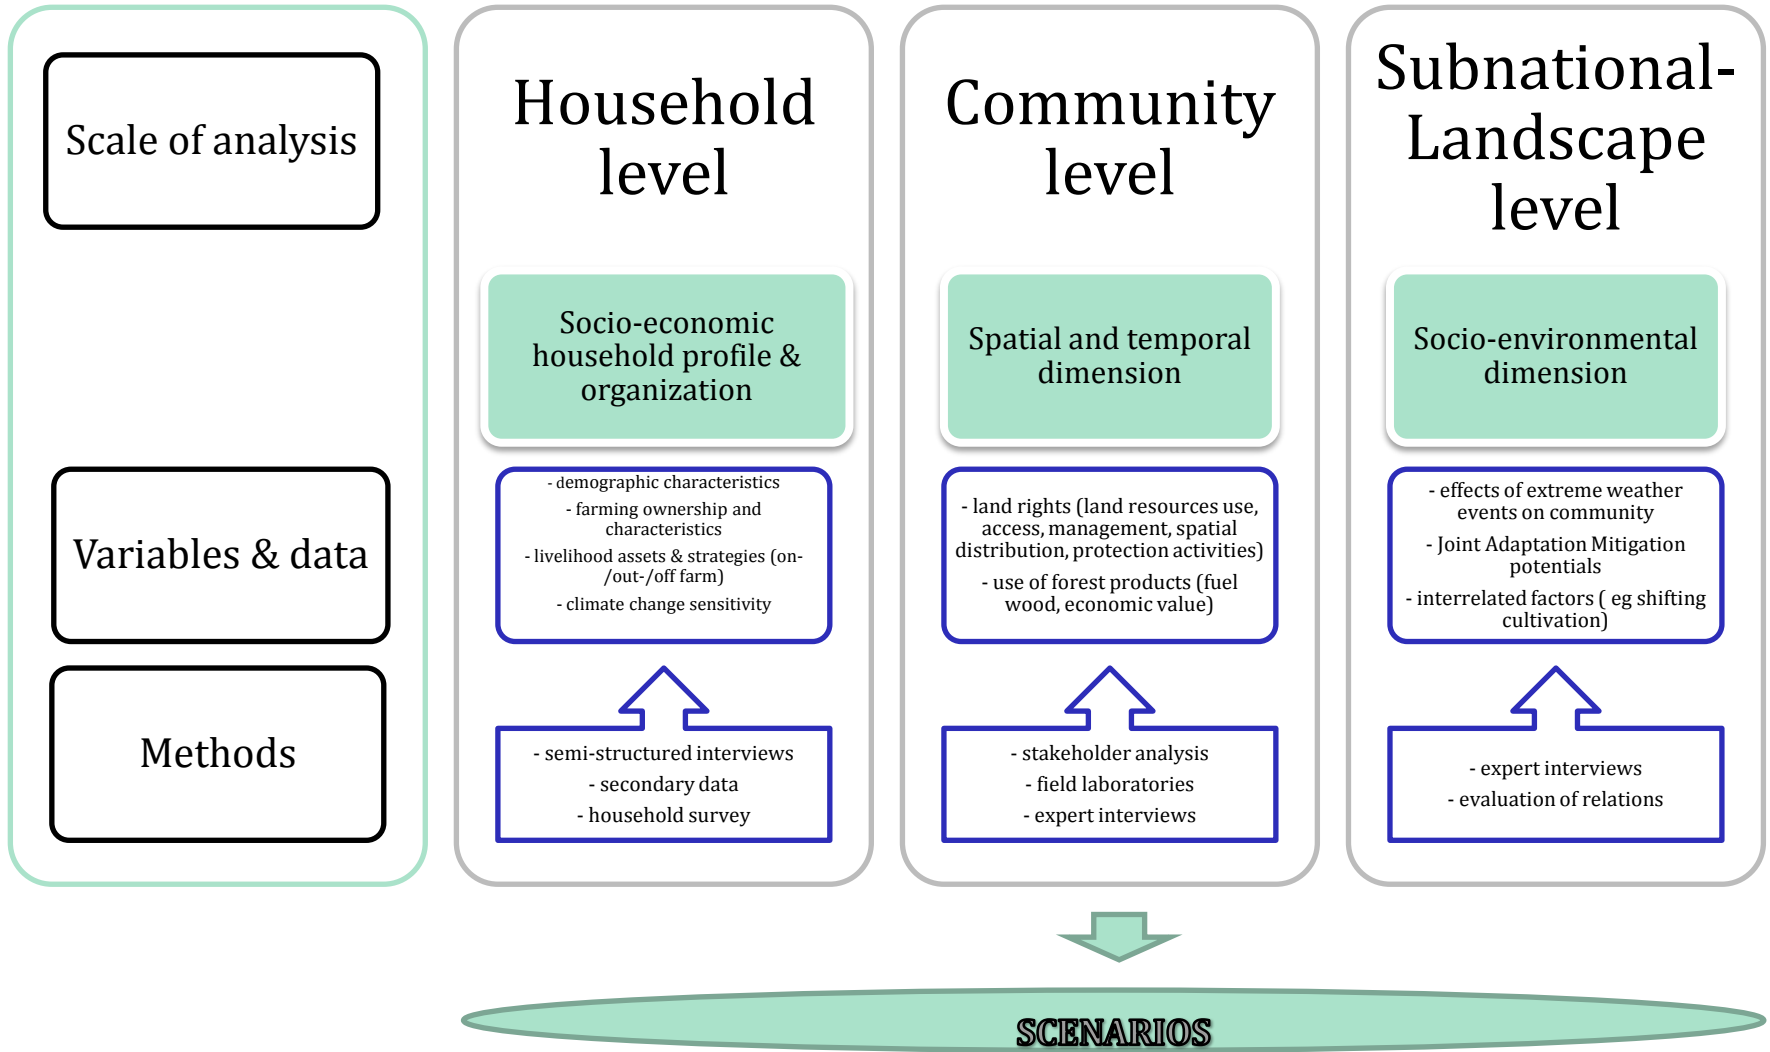 Scale of analysis
Household
level
Community
level
Subnational-
Landscape
level
Socio-economic
household profile &
organization
Spatial and temporal
dimension
Socio-environmental
dimension
Variables & data
- demographic characteristics
- farming ownership and
characteristics
- livelihood assets & strategies (on-
/out-/off farm)
- climate change sensitivity
- land rights (land resources use,
access, management, spatial
distribution, protection activities)
- use of forest products (fuel
wood, economic value)
- effects of extreme weather
events on community
- Joint Adaptation Mitigation
potentials
- interrelated factors ( eg shifting
cultivation)
Methods
- semi-structured interviews
- secondary data
- household survey
- stakeholder analysis
- field laboratories
- expert interviews
- expert interviews
- evaluation of relations
SCENARIOS